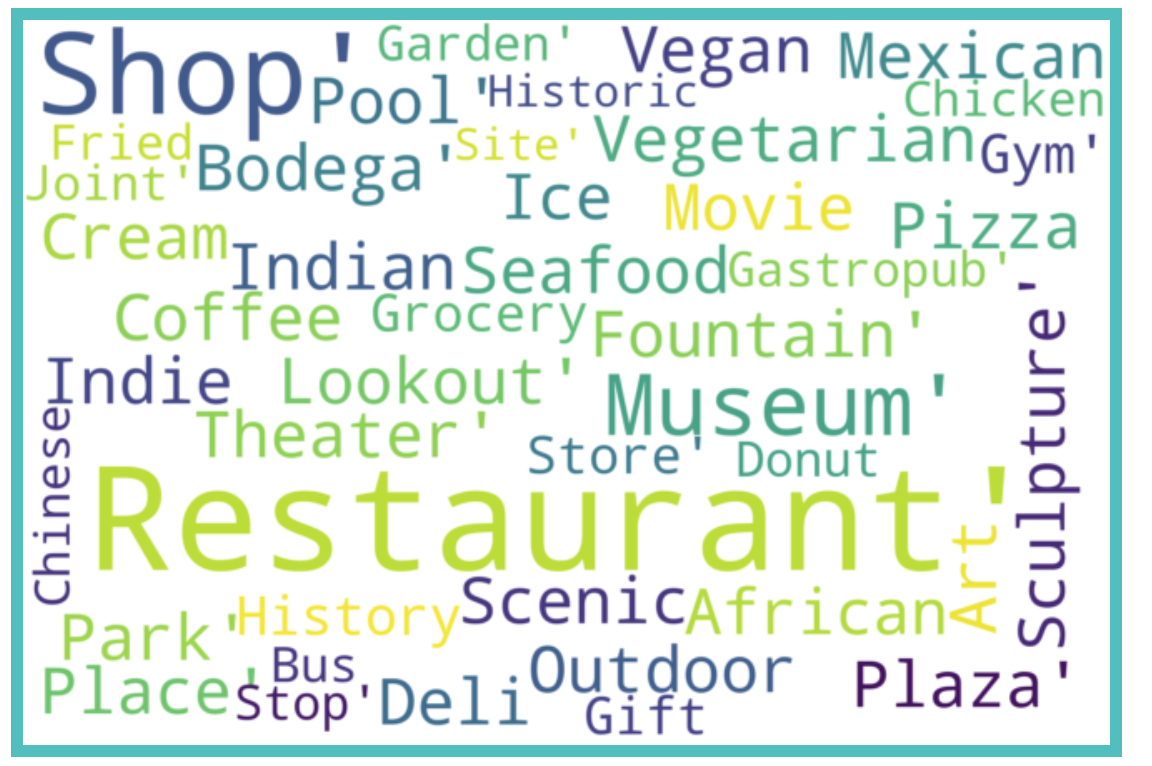 Shop'
Garden'
Vegan
Mexican
Pool'
Historic
Chicken
Fried
Site'
Vegetarian
Gym'
Joint'
Bodega'
Ice
Movie
Pizza
Cream
Indian
Seafood
Gastropub'
Coffee
Grocery
Fountain'
Sculpture'
Indie
Lookout'
Museum'
Chinese
Theater'
Store'
Donut
Restaurant'
Art'
Scenic
African
History
Park'
Bus
Outdoor
Plaza'
Place'
Stop'
Deli
Gift